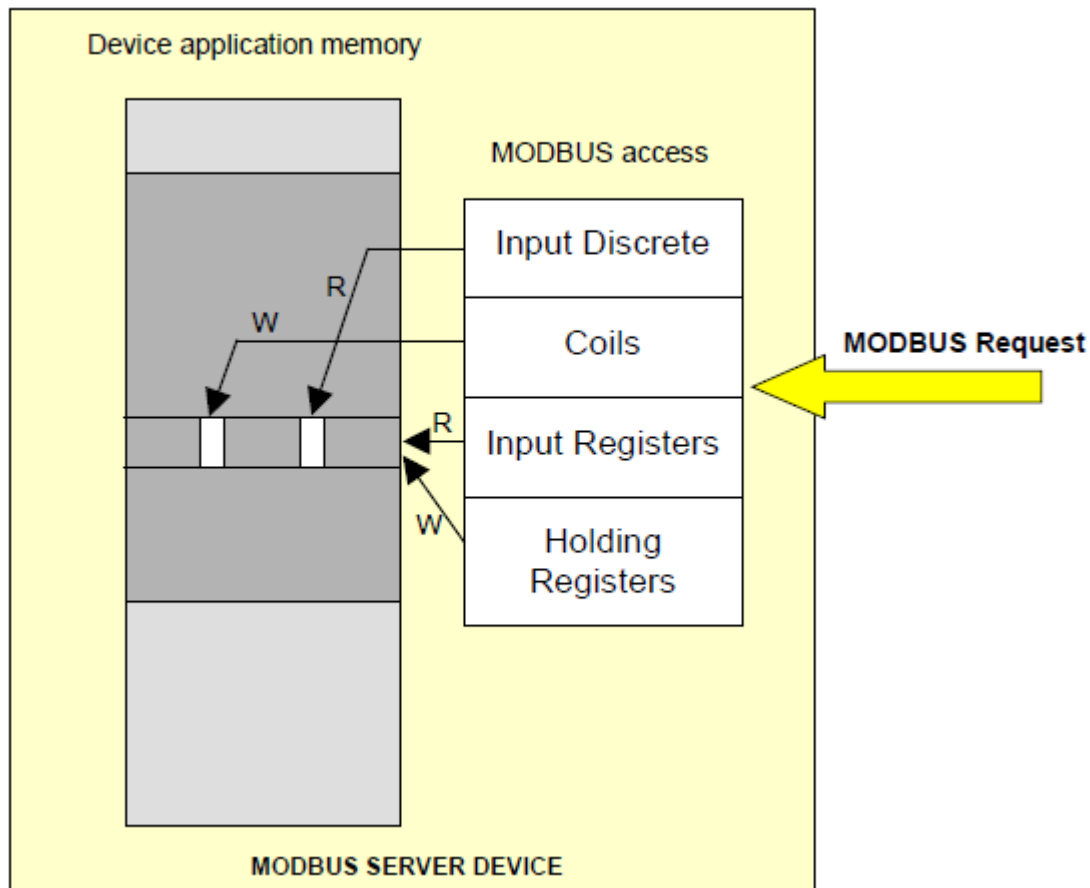 Device application memory
MODBUS access
Input Discrete
R
W
Coils
MODBUS Request
R
Input Registers
W
Holding
Registers
MODBUS SERVER DEVICE